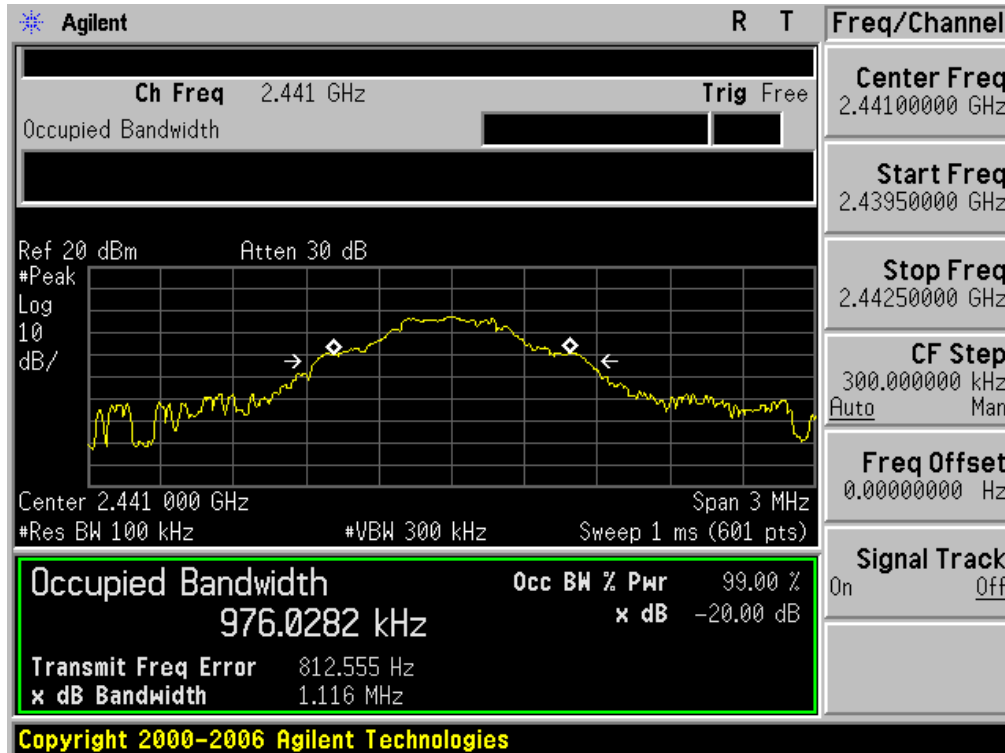 Agilent R T
Freq/Channel
Ch Freq 2.441 GHz Trig Free
Occupied Bandwidth
Center Freq
2.44100000 GHz
Start Freq
2.43950000 GHz
Stop Freq
2.44250000 GHz
CF Step
300.000000 kHz
Auto Man
Freq Offset
0.00000000 Hz
Signal Track
On Off
Ref 20 dBm Atten 30 dB
#Peak
Log
10
dB/
Center 2.441 000 GHz Span 3 MHz
#Res BW 100 kHz #VBW 300 kHz Sweep 1 ms (601 pts)
Occupied Bandwidth Occ BW % Pwr 99.00 %
976.0282 kHz x dB -20.00 dB
Transmit Freq Error 812.555 Hz
x dB Bandwidth 1.116 MHz
Copyright 2000-2006 Agilent Technologies